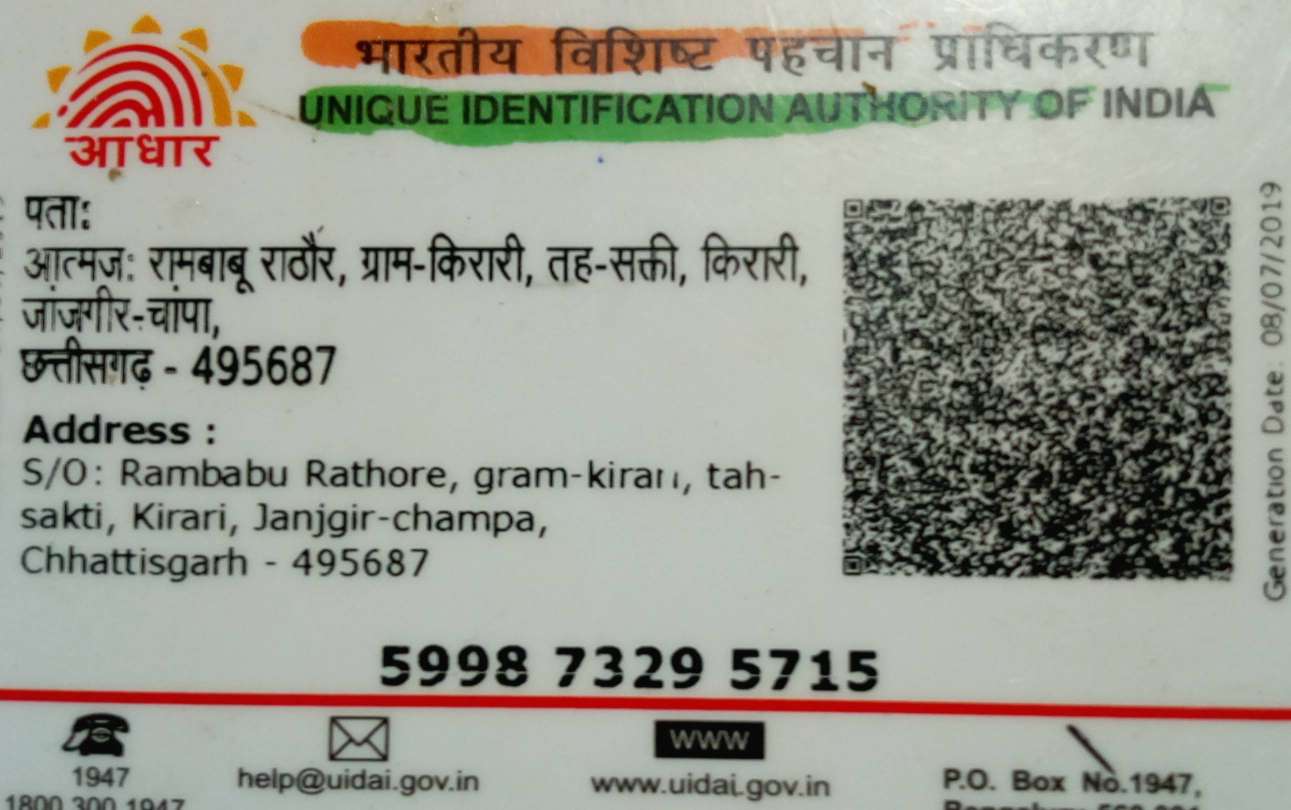 भारतीय विशिष्ट पहचान प्राधिकरण
UNIQUE IDENTIFICATION AUTHORITY OF INDIA
आधार
पता:
आत्मज: रामबाबू राठौर, ग्राम-किरारी, तह-सक्ती, किरारी,
जांजगीर-चांपा,
छत्तीसगढ़ - 495687
Address :
S/O: Rambabu Rathore, gram-kirari, tah-
sakti, Kirari, Janjgir-champa,
Chhattisgarh - 495687
Generation Date: 08/07/2019
5998 7329 5715
1947
1800 300 1947
help@uidai.gov.in
www
www.uidai.gov.in
P.O. Box No.1947,